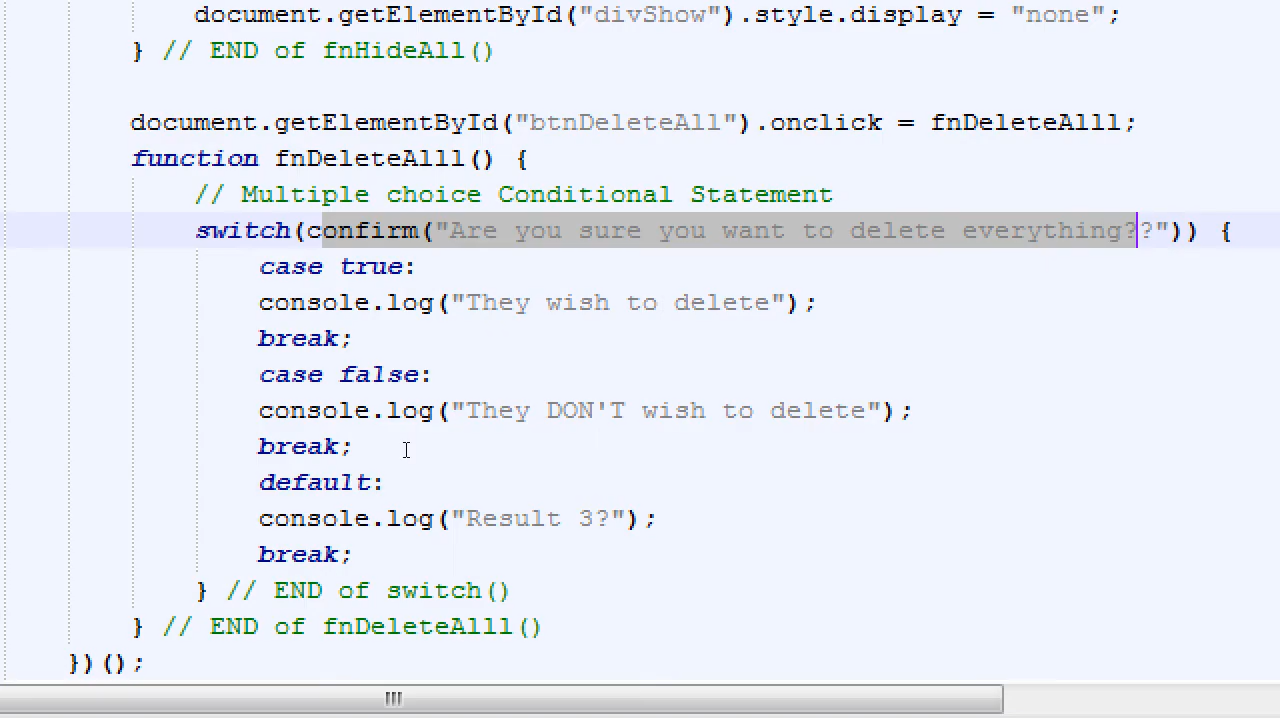 document.getElementById("divShow").style.display = "none";
} // END of fnHideAll()
document.getElementById("btnDeleteAll").onclick = fnDeleteAlll;
function fnDeleteAlll() {
// Multiple choice Conditional Statement
switch(confirm("Are you sure you want to delete everything??")) {
case true:
console.log("They wish to delete");
break;
case false:
console.log("They DON'T wish to delete");
break;
default:
console.log("Result 3?");
break;
} // END of switch()
} // END of fnDeleteAlll()
})();